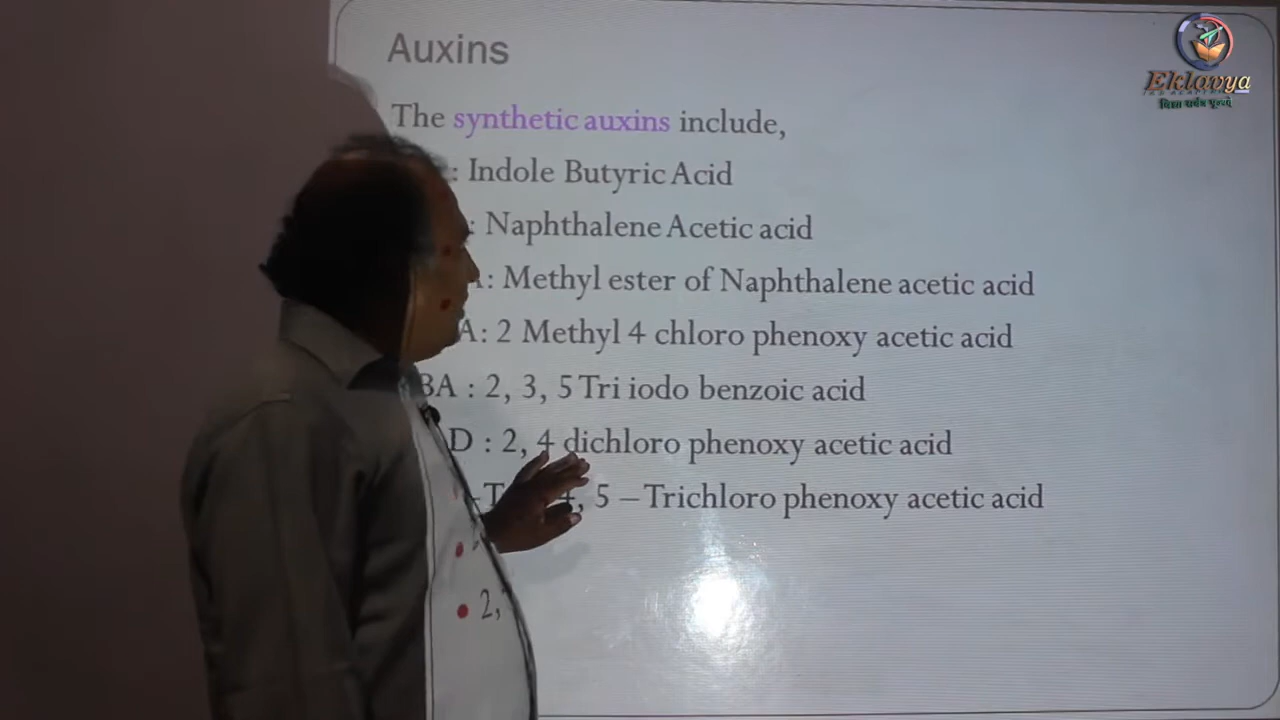 Auxins
Eklavya
The synthetic auxins include,
: Indole Butyric Acid
: Naphthalene Acetic acid
A: Methyl ester of Naphthalene acetic acid
A: 2 Methyl 4 chloro phenoxy acetic acid
BA : 2, 3, 5 Tri iodo benzoic acid
D : 2, 4 dichloro phenoxy acetic acid
-T 4, 5 – Trichloro phenoxy acetic acid
2,